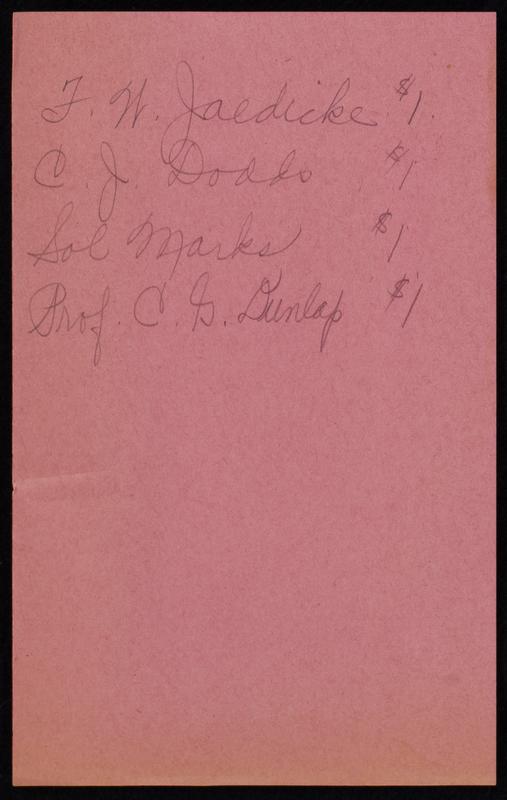 F. W. Jaedicke $1.
C. J. Dodds $1
Sol Marks $1
Prof. C. G. Dunlap $1